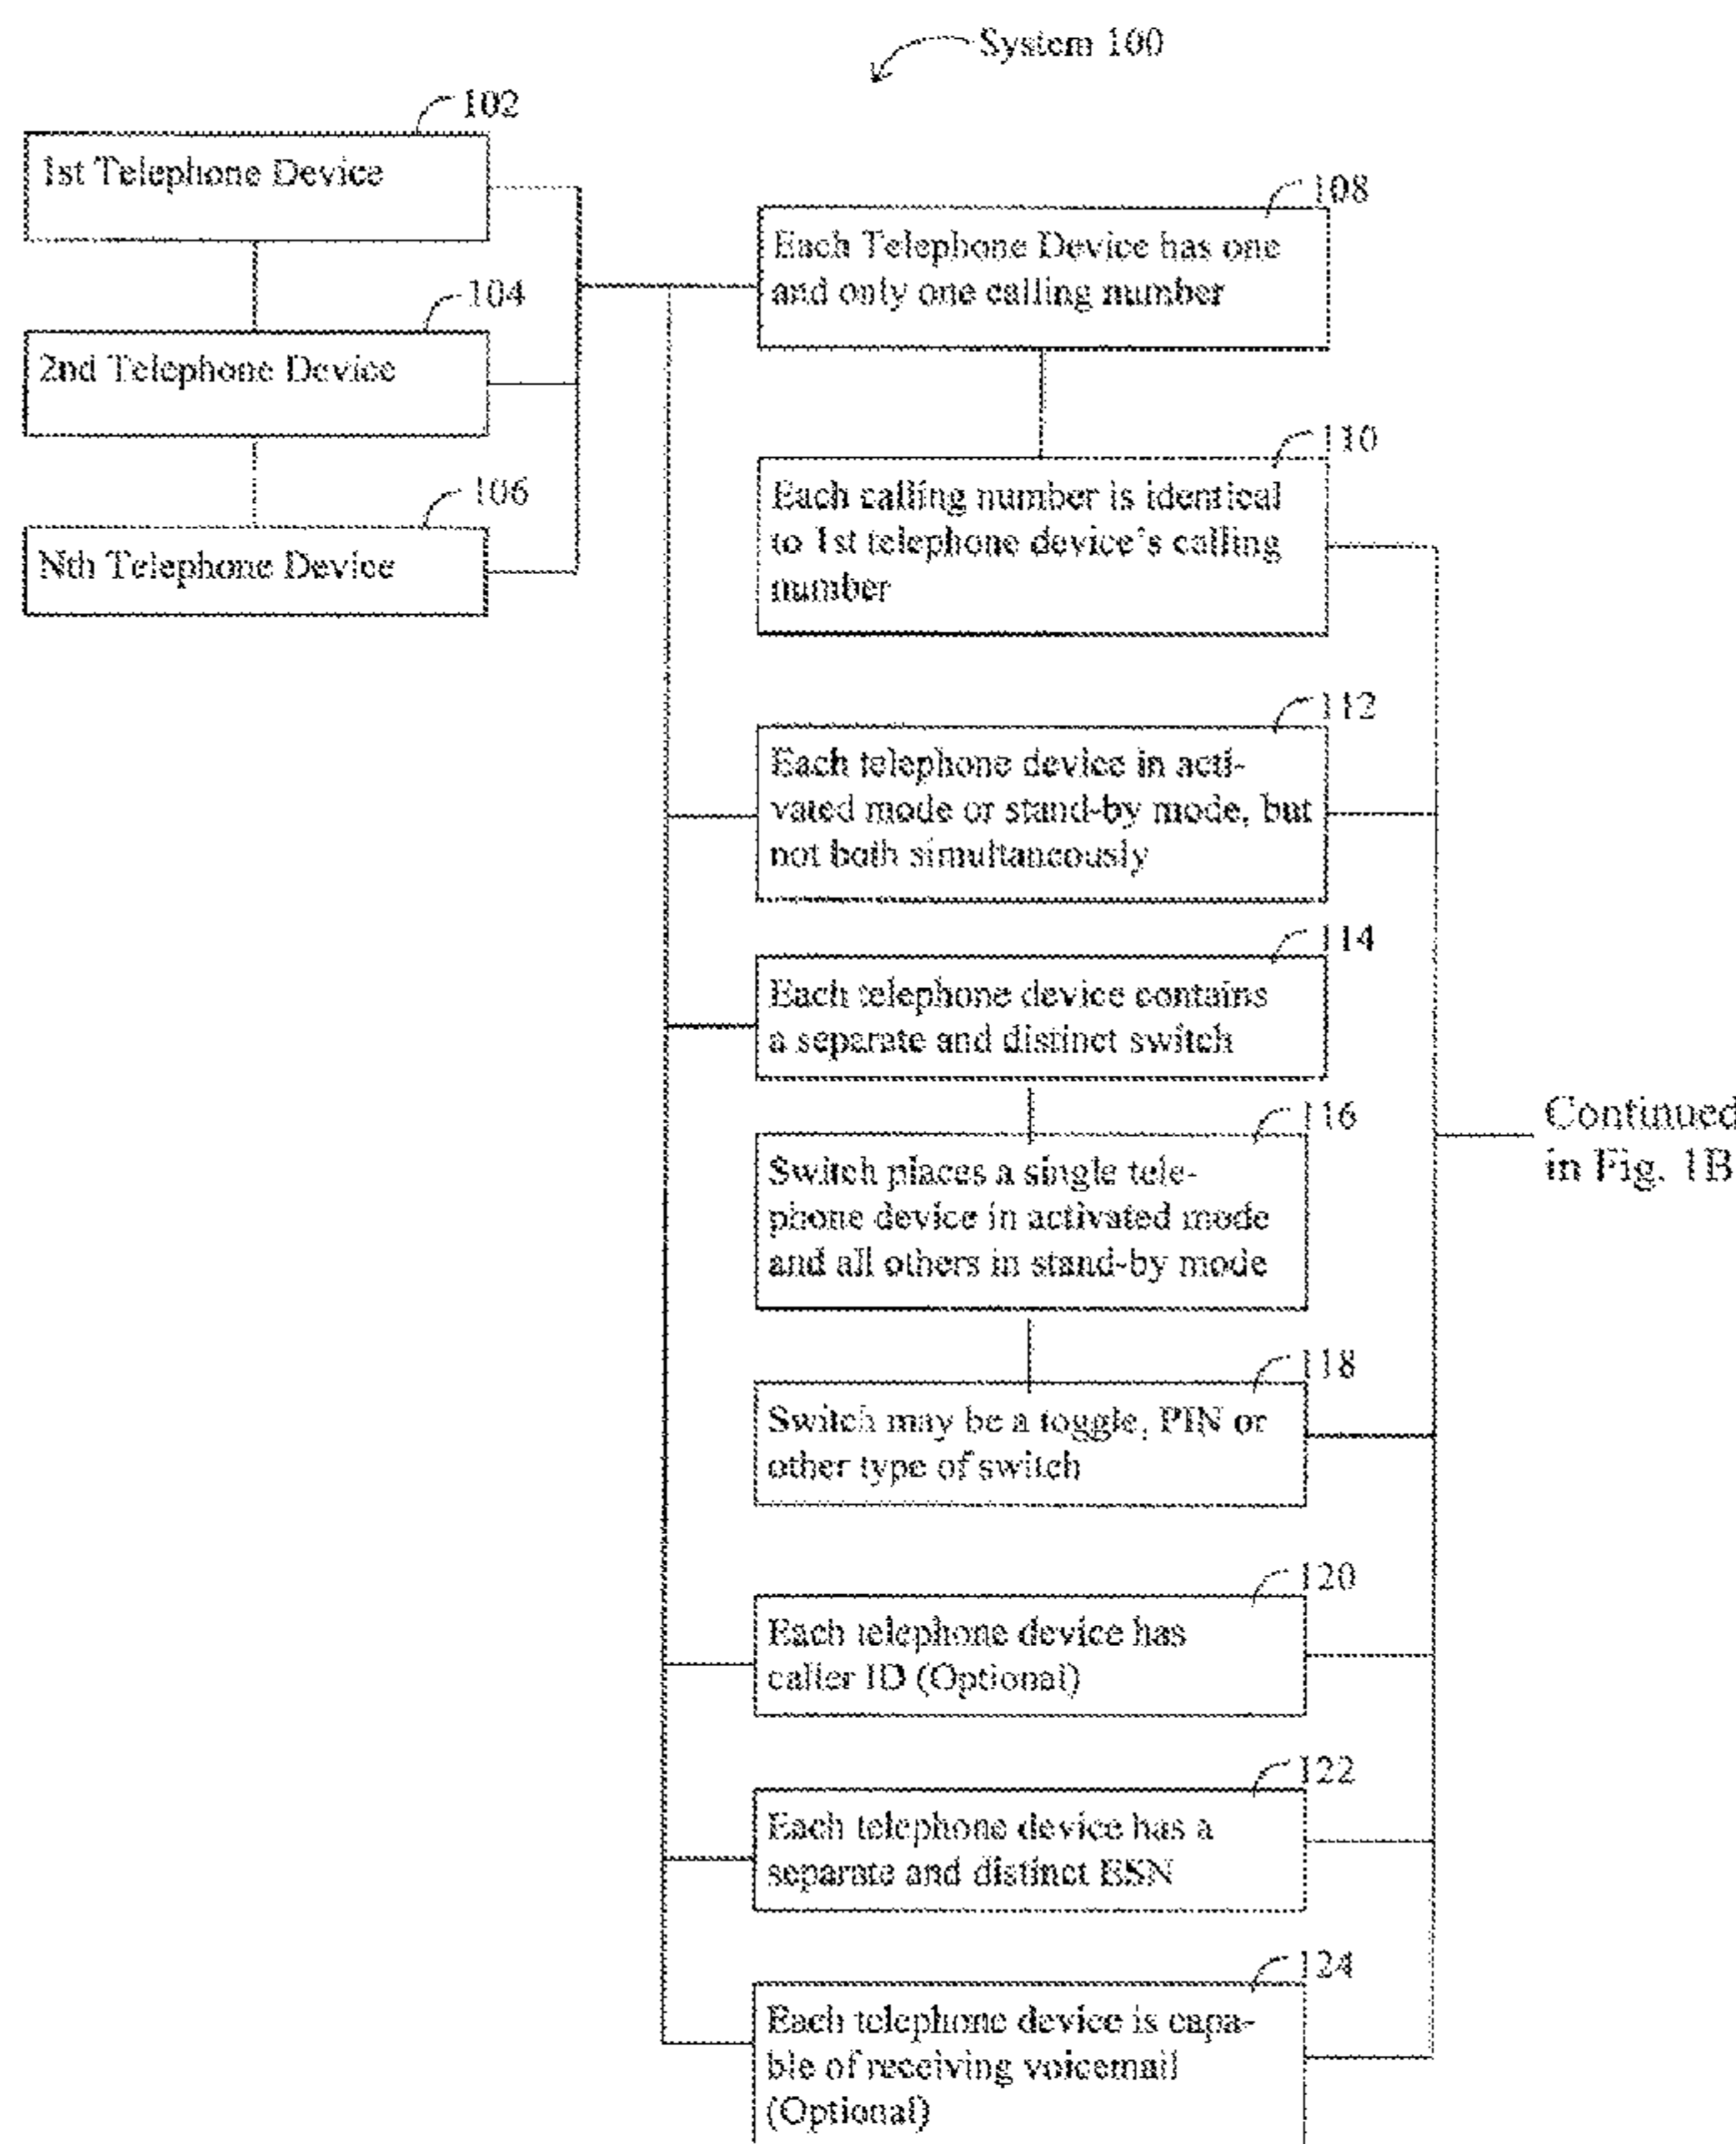 System 100
102
1st Telephone Device
104
2nd Telephone Device
106
Nth Telephone Device
108
Each Telephone Device has one
and only one calling number
110
Each calling number is identical
to 1st telephone device's calling
number
112
Each telephone device in acti-
vated mode or stand-by mode, but
not both simultaneously
114
Each telephone device contains
a separate and distinct switch
116
Switch places a single tele-
phone device in activated mode
and all others in stand-by mode
118
Switch may be a toggle, PIN or
other type of switch
120
Each telephone device has
caller ID (Optional)
122
Each telephone device has a
separate and distinct ESN
124
Each telephone device is capa-
ble of receiving voicemail
(Optional)
Continued
in Fig. 1B